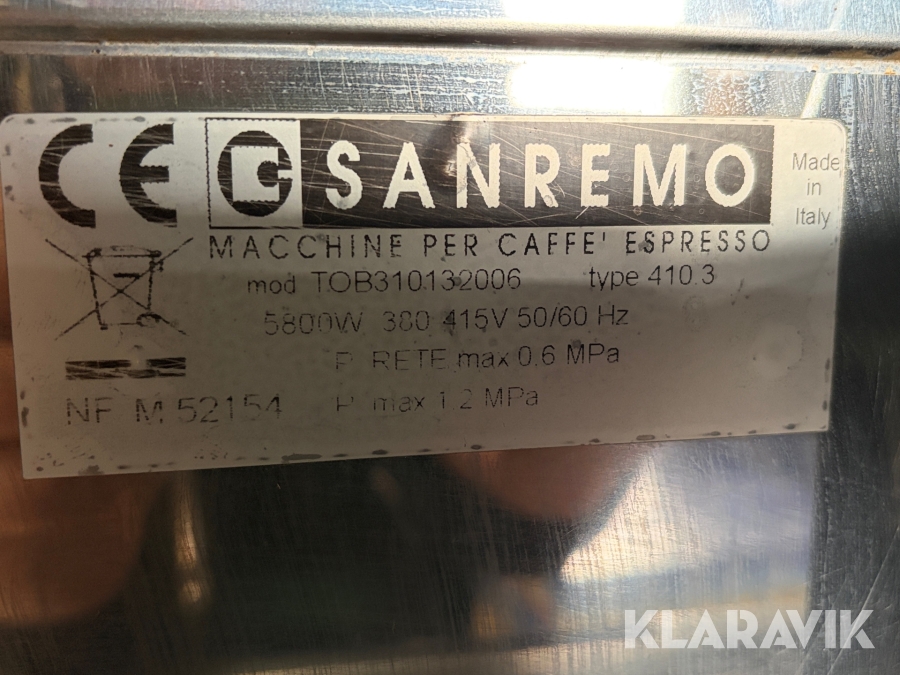 CE SANREMO
Made in Italy
MACCHINE PER CAFFE' ESPRESSO
mod TOB310132006 type 410.3
5800W 380 415V 50/60 Hz
P RETE max 0.6 MPa
P max 1.2 MPa
NF M 52154
KLARAVIK